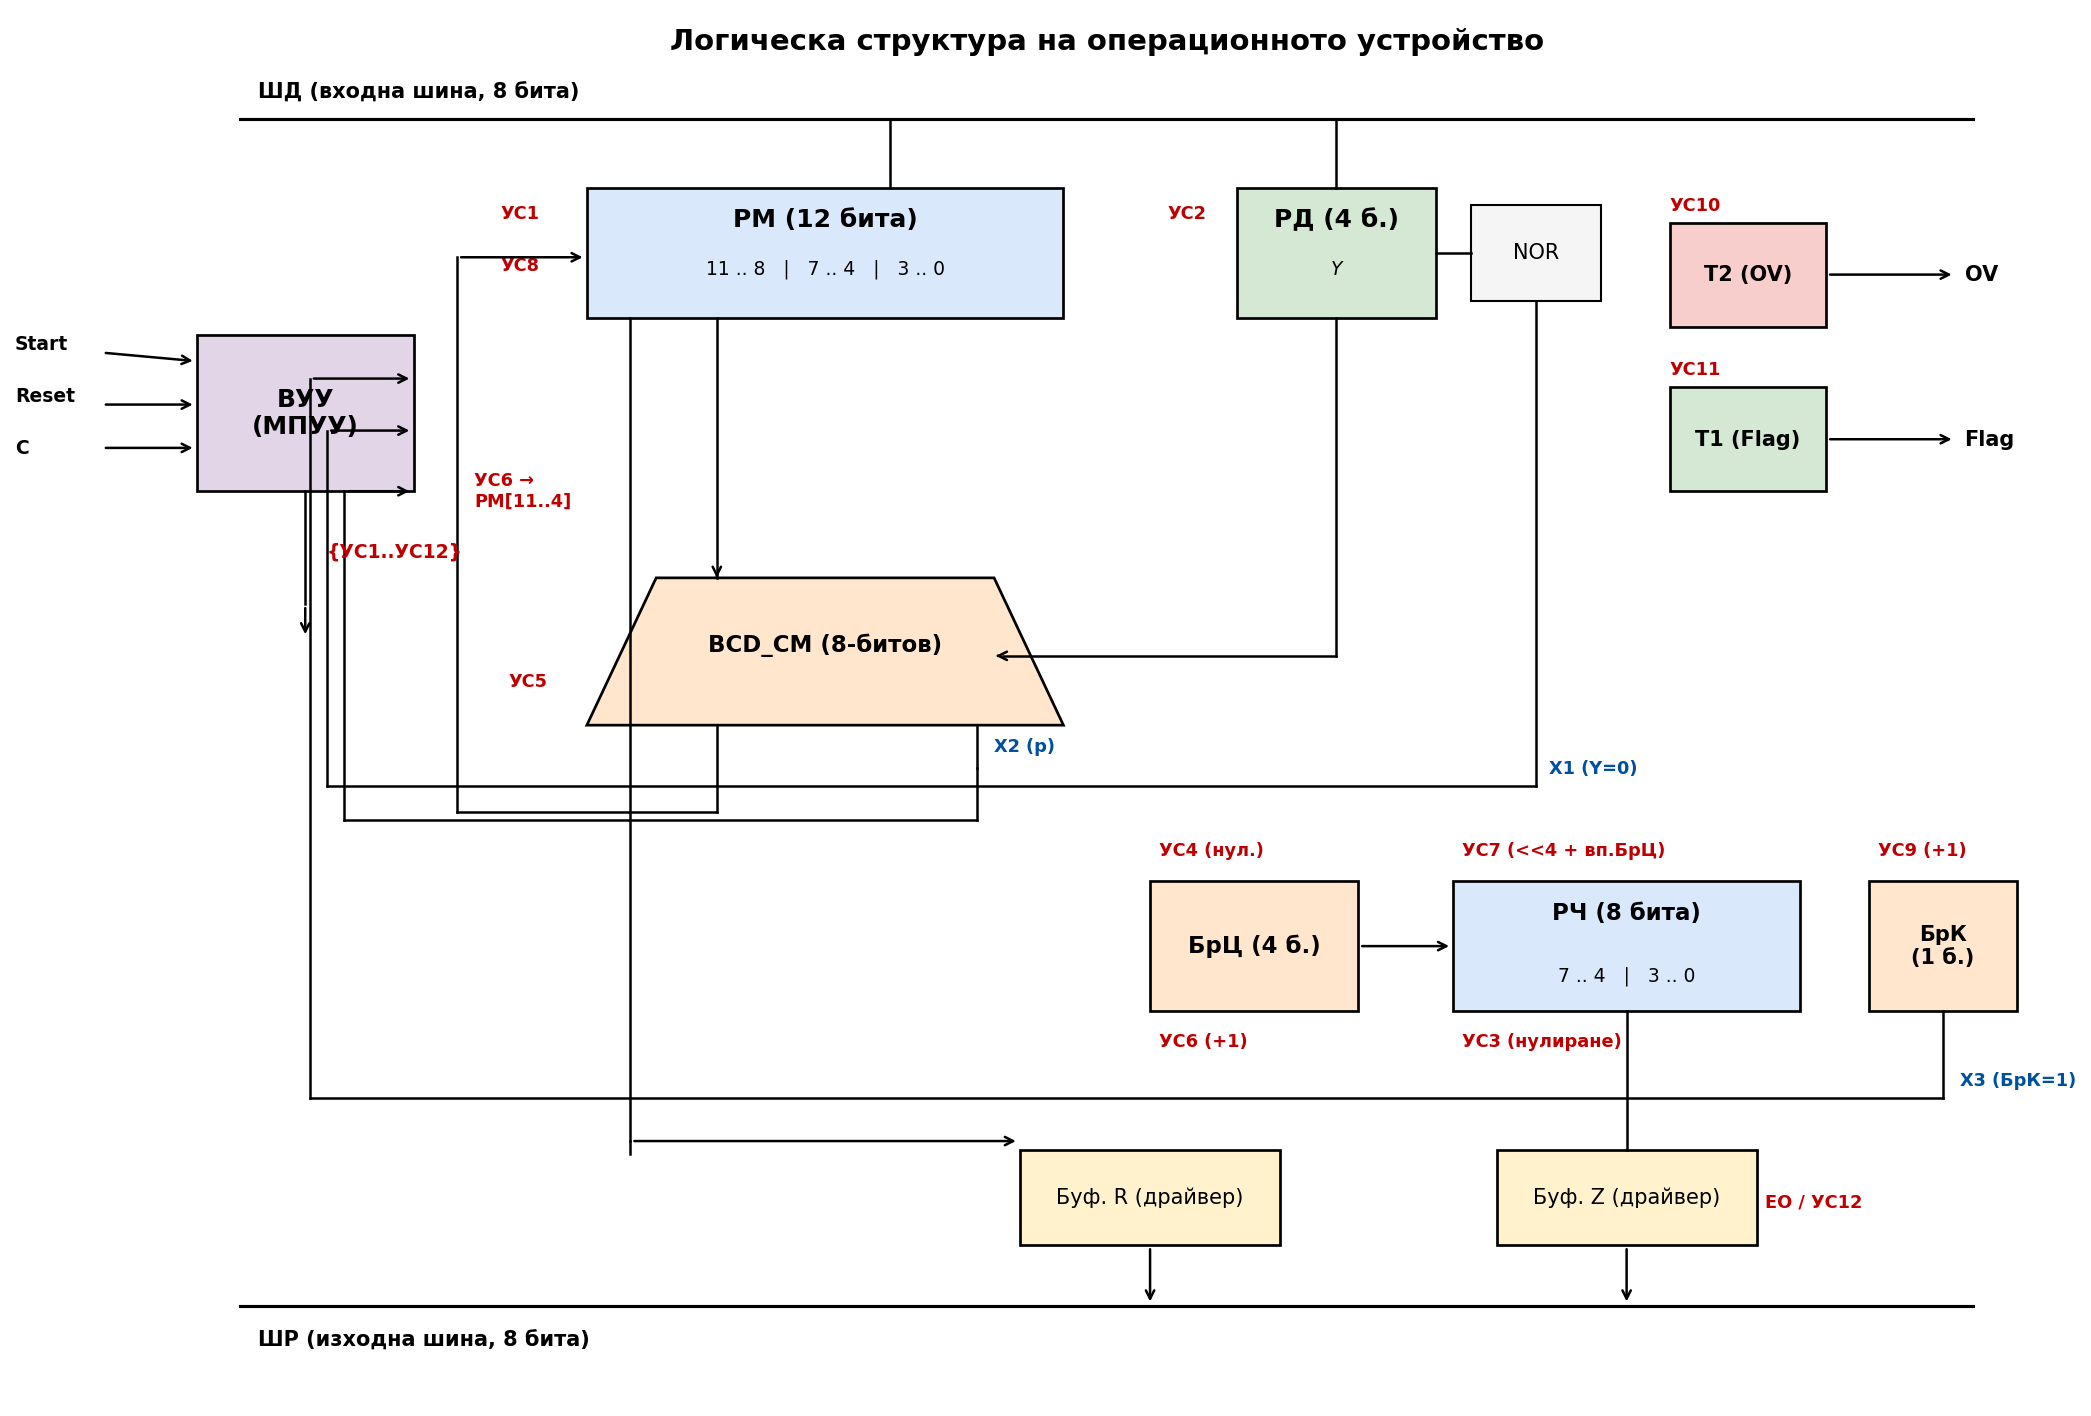 Логическа структура на операционното устройство
ШД (входна шина, 8 бита)
УС1
УС8
РМ (12 бита)
11 .. 8 | 7 .. 4 | 3 .. 0
УС2
РД (4 б.)
Y
NOR
УС10
T2 (OV)
OV
УС11
T1 (Flag)
Flag
Start
Reset
C
ВУУ
(МПУУ)
УС6 →
РМ[11..4]
{УС1..УС12}
BCD_СМ (8-битов)
УС5
X2 (p)
X1 (Y=0)
УС4 (нул.)
УС7 (<<4 + вп.БрЦ)
УС9 (+1)
БрЦ (4 б.)
РЧ (8 бита)
7 .. 4 | 3 .. 0
БрК
(1 б.)
УС6 (+1)
УС3 (нулиране)
X3 (БрК=1)
Буф. R (драйвер)
Буф. Z (драйвер)
ЕО / УС12
ШР (изходна шина, 8 бита)